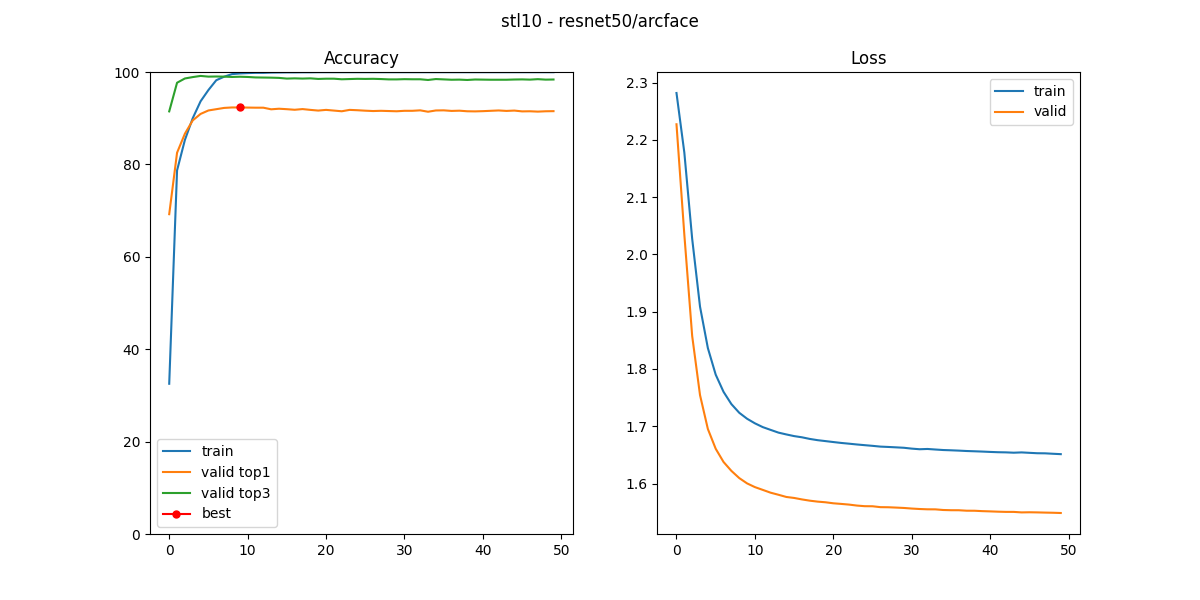 stl10 - resnet50/arcface
Accuracy
100
80
60
40
20
0
train
valid top1
valid top3
best
0 10 20 30 40 50
Loss
2.3
2.2
2.1
2.0
1.9
1.8
1.7
1.6
train
valid
0 10 20 30 40 50